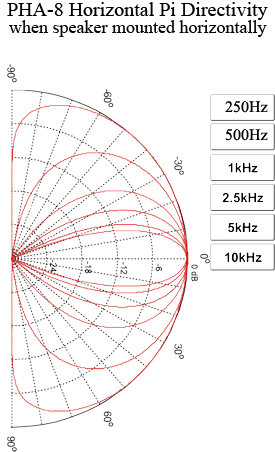 PHA-8 Horizontal Pi Directivity
when speaker mounted horizontally
-90°
-60°
-30°
0°
30°
60°
90°
0 dB
-6
-12
-18
-24
250Hz
500Hz
1kHz
2.5kHz
5kHz
10kHz